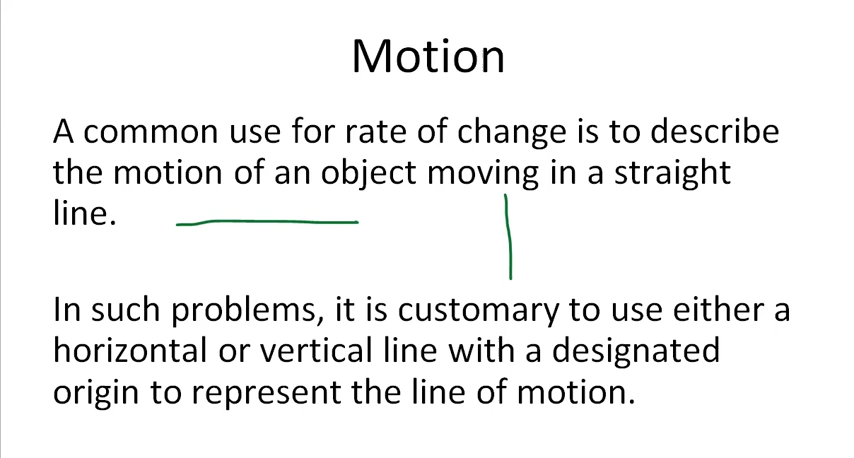 Motion
A common use for rate of change is to describe
the motion of an object moving in a straight
line.
In such problems, it is customary to use either a
horizontal or vertical line with a designated
origin to represent the line of motion.